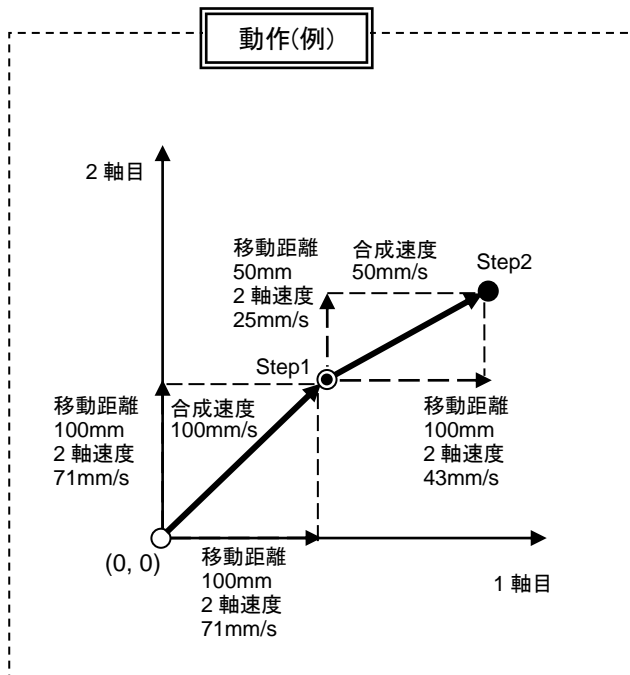 動作(例)
2 軸目
移動距離
50mm
2 軸速度
25mm/s
合成速度
50mm/s
Step2
Step1
移動距離
100mm
2 軸速度
71mm/s
合成速度
100mm/s
移動距離
100mm
2 軸速度
43mm/s
(0, 0)
移動距離
100mm
2 軸速度
71mm/s
1 軸目